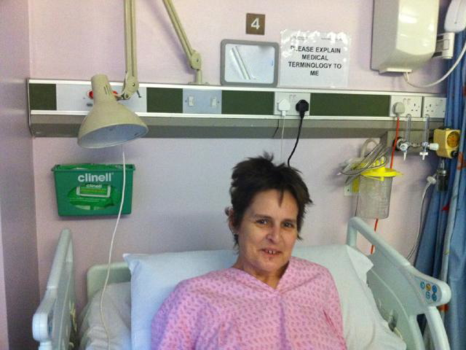 4
PLEASE EXPLAIN
MEDICAL
TERMINOLOGY TO
ME
clinell